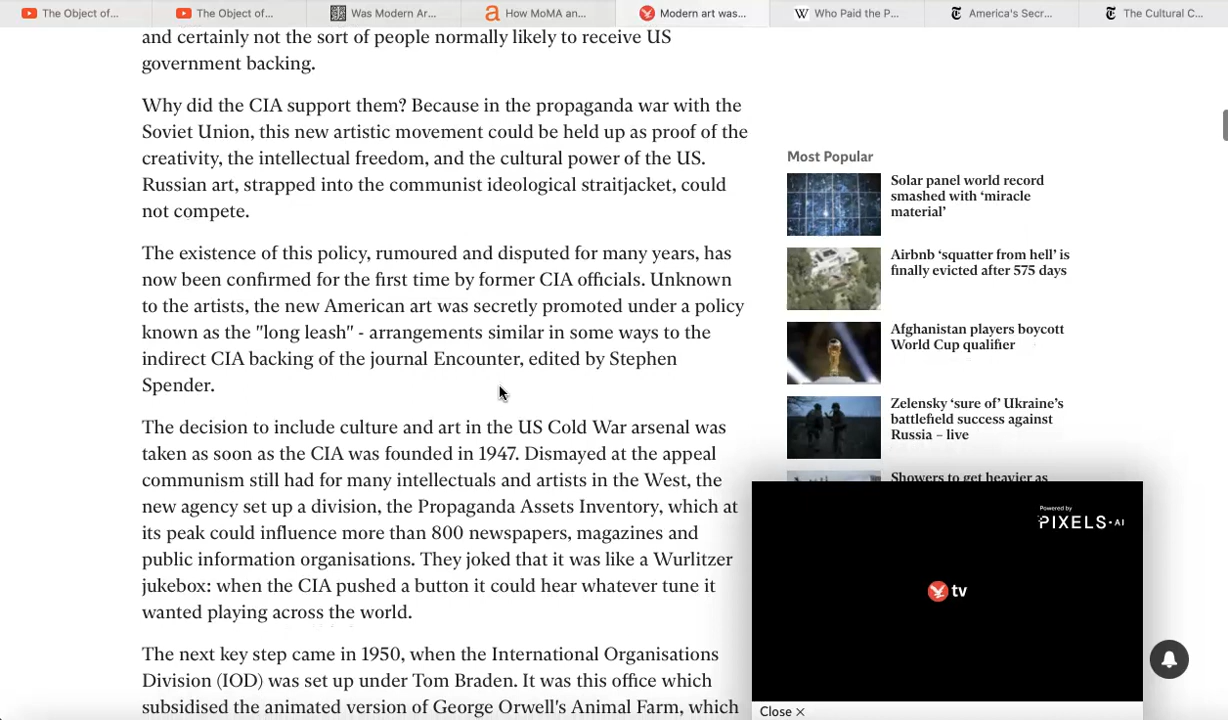 The Object of...
The Object of...
Was Modern Ar...
How MoMA an...
Modern art was...
Who Paid the P...
America's Secr...
The Cultural C...
and certainly not the sort of people normally likely to receive US
government backing.
Why did the CIA support them? Because in the propaganda war with the
Soviet Union, this new artistic movement could be held up as proof of the
creativity, the intellectual freedom, and the cultural power of the US.
Russian art, strapped into the communist ideological straitjacket, could
not compete.
The existence of this policy, rumoured and disputed for many years, has
now been confirmed for the first time by former CIA officials. Unknown
to the artists, the new American art was secretly promoted under a policy
known as the "long leash" - arrangements similar in some ways to the
indirect CIA backing of the journal Encounter, edited by Stephen
Spender.
The decision to include culture and art in the US Cold War arsenal was
taken as soon as the CIA was founded in 1947. Dismayed at the appeal
communism still had for many intellectuals and artists in the West, the
new agency set up a division, the Propaganda Assets Inventory, which at
its peak could influence more than 800 newspapers, magazines and
public information organisations. They joked that it was like a Wurlitzer
jukebox: when the CIA pushed a button it could hear whatever tune it
wanted playing across the world.
The next key step came in 1950, when the International Organisations
Division (IOD) was set up under Tom Braden. It was this office which
subsidised the animated version of George Orwell's Animal Farm, which
Most Popular
Solar panel world record
smashed with ‘miracle
material’
Airbnb ‘squatter from hell’ is
finally evicted after 575 days
Afghanistan players boycott
World Cup qualifier
Zelensky ‘sure of’ Ukraine’s
battlefield success against
Russia – live
Showers to get heavier as
Powered by
PIXELS·AI
tv
Close ×